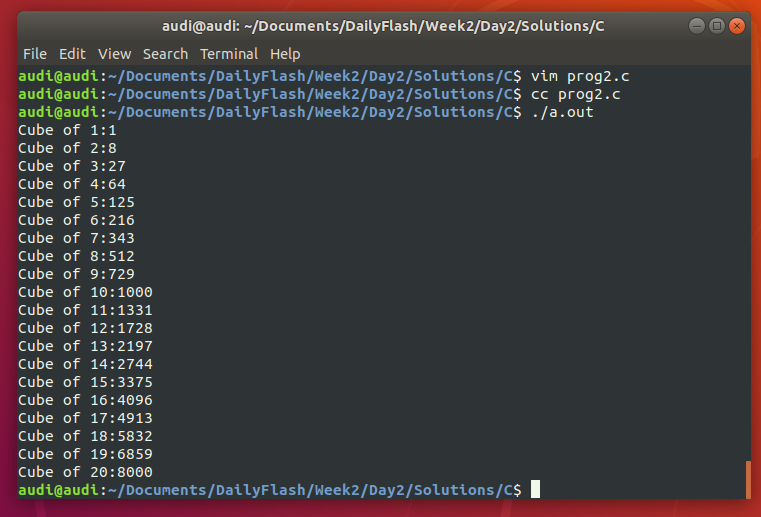 audi@audi: ~/Documents/DailyFlash/Week2/Day2/Solutions/C
File Edit View Search Terminal Help
audi@audi:~/Documents/DailyFlash/Week2/Day2/Solutions/C$ vim prog2.c
audi@audi:~/Documents/DailyFlash/Week2/Day2/Solutions/C$ cc prog2.c
audi@audi:~/Documents/DailyFlash/Week2/Day2/Solutions/C$ ./a.out
Cube of 1:1
Cube of 2:8
Cube of 3:27
Cube of 4:64
Cube of 5:125
Cube of 6:216
Cube of 7:343
Cube of 8:512
Cube of 9:729
Cube of 10:1000
Cube of 11:1331
Cube of 12:1728
Cube of 13:2197
Cube of 14:2744
Cube of 15:3375
Cube of 16:4096
Cube of 17:4913
Cube of 18:5832
Cube of 19:6859
Cube of 20:8000
audi@audi:~/Documents/DailyFlash/Week2/Day2/Solutions/C$